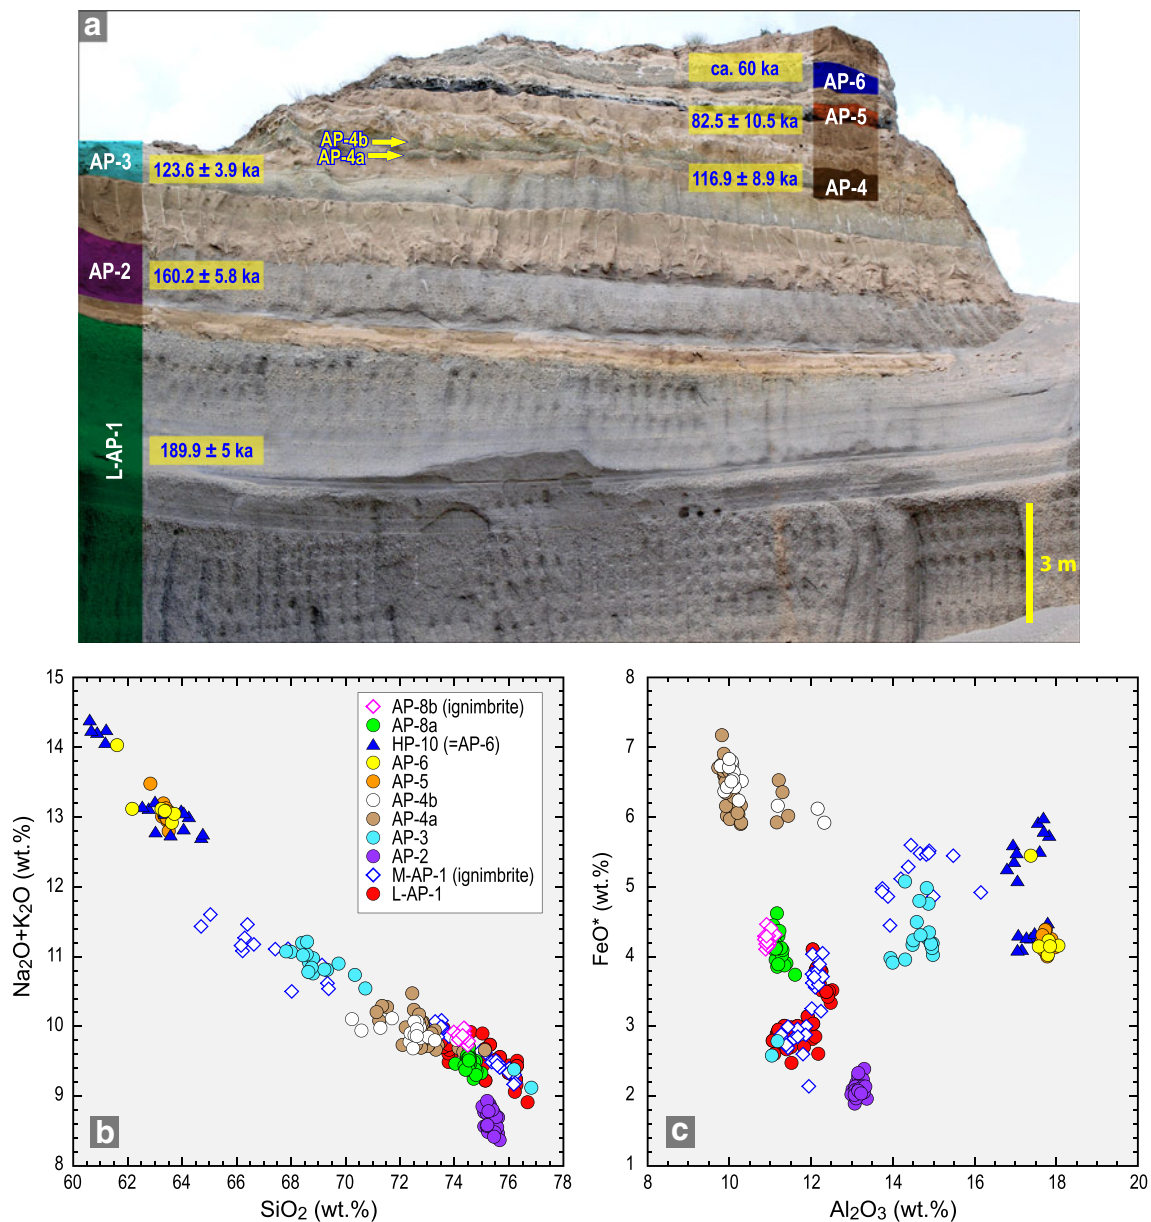 a
ca. 60 ka
AP-6
82.5 ± 10.5 ka
AP-5
AP-4b
AP-4a
AP-3
123.6 ± 3.9 ka
116.9 ± 8.9 ka
AP-4
AP-2
160.2 ± 5.8 ka
L-AP-1
189.9 ± 5 ka
3 m
15
14
13
12
11
10
9
8
Na2O+K2O (wt.%)
AP-8b (ignimbrite)
AP-8a
HP-10 (=AP-6)
AP-6
AP-5
AP-4b
AP-4a
AP-3
AP-2
M-AP-1 (ignimbrite)
L-AP-1
b
60 62 64 66 68 70 72 74 76 78
SiO2 (wt.%)
8
7
6
5
4
3
2
1
FeO* (wt.%)
c
8 10 12 14 16 18 20
Al2O3 (wt.%)